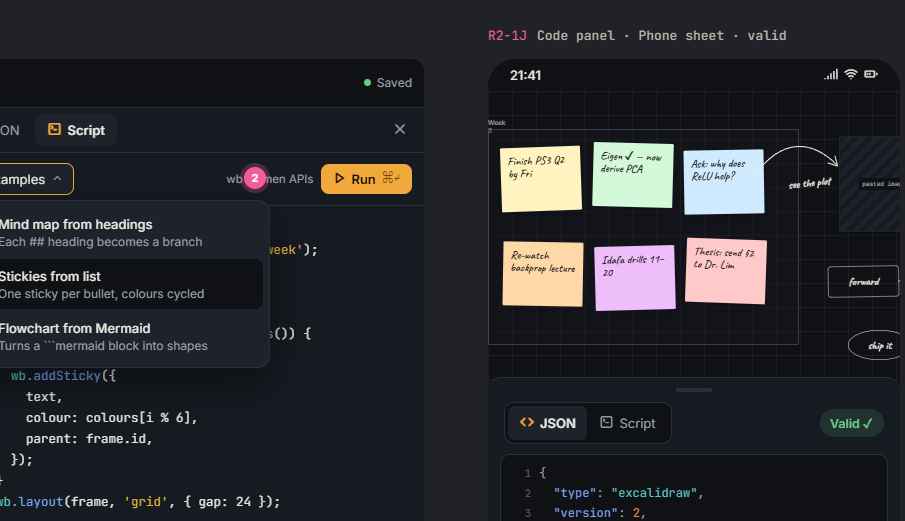 R2-1J Code panel · Phone sheet · valid
Saved
ON
Script
amples
wb
2
men APIs
Run
Mind map from headings
Each ## heading becomes a branch
Stickies from list
One sticky per bullet, colours cycled
Flowchart from Mermaid
Turns a ```mermaid block into shapes
week');
s()) {
wb.addSticky({
text,
colour: colours[i % 6],
parent: frame.id,
});
wb.layout(frame, 'grid', { gap: 24 });
21:41
Week
Finish PS3 Q2
by Fri
Eigen ✓ — now
derive PCA
Ask: why does
ReLU help?
see the plot
Re-watch
backprop lecture
Idafa drills 11–
20
Thesis: send §2
to Dr. Lim
forward
ship it
JSON
Script
Valid ✓
1 {
2 "type": "excalidraw",
3 "version": 2,